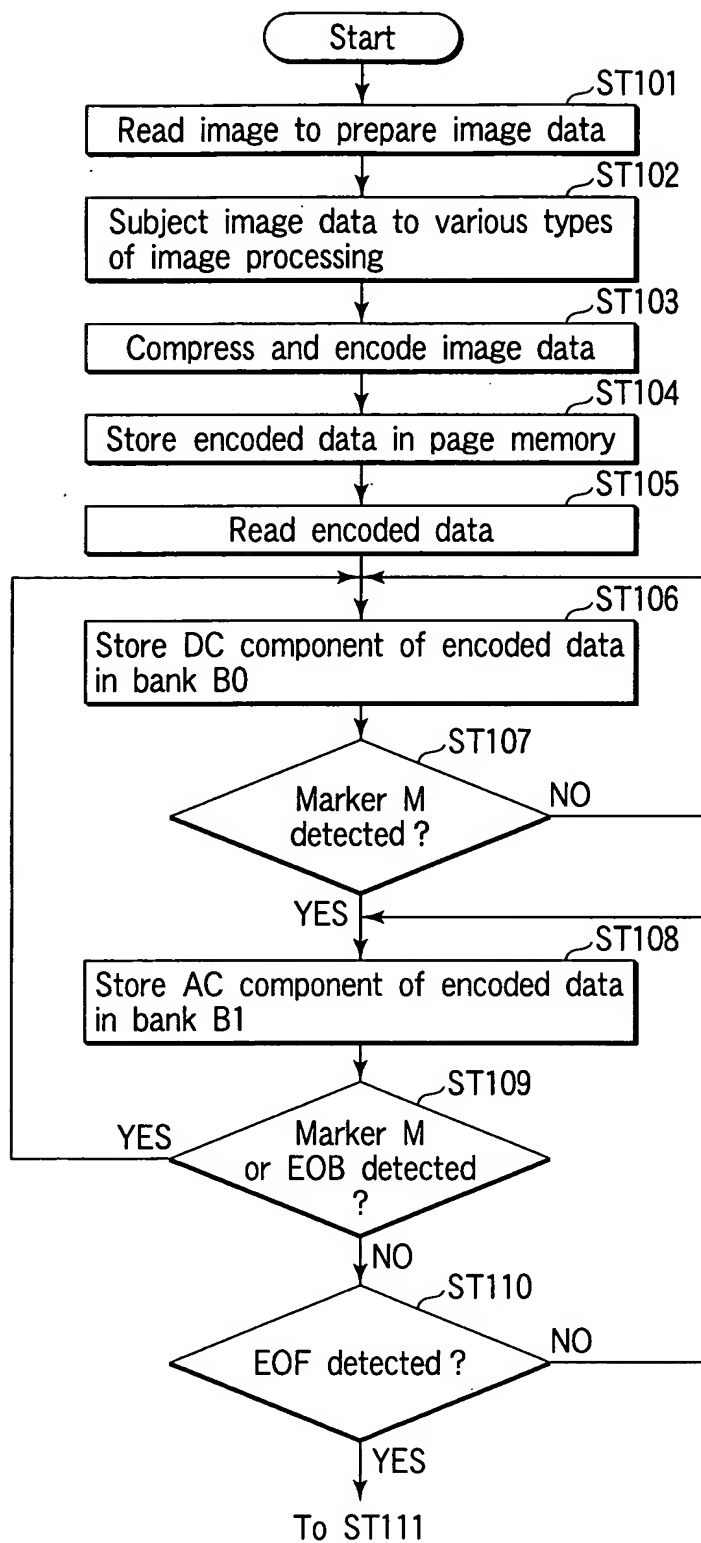 Start
ST101
Read image to prepare image data
ST102
Subject image data to various types
of image processing
ST103
Compress and encode image data
ST104
Store encoded data in page memory
ST105
Read encoded data
ST106
Store DC component of encoded data
in bank B0
ST107
Marker M
detected ?
NO
YES
ST108
Store AC component of encoded data
in bank B1
ST109
YES
Marker M
or EOB detected
?
NO
ST110
EOF detected ?
NO
YES
To ST111